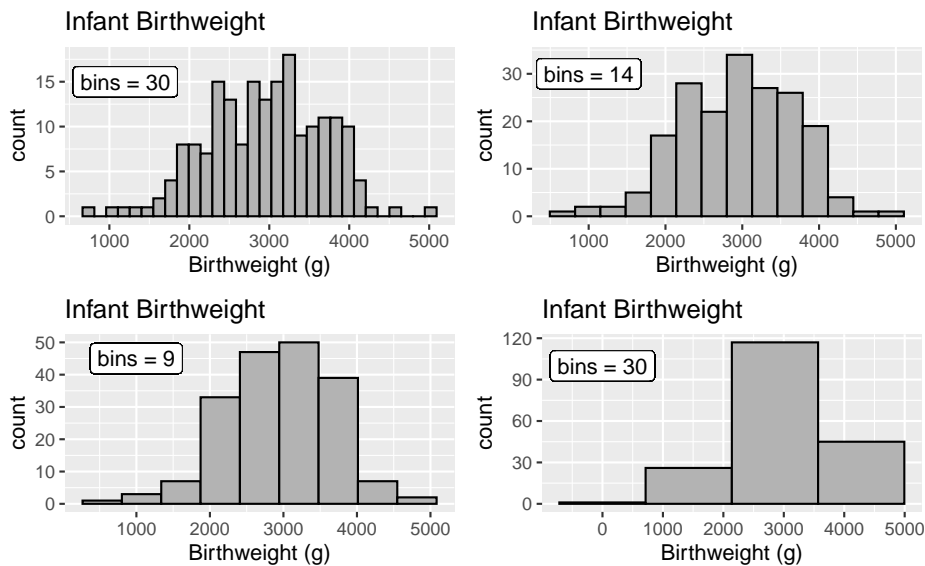 Infant Birthweight
bins = 30
15
10
5
0
count
1000 2000 3000 4000 5000
Birthweight (g)
Infant Birthweight
bins = 14
30
20
10
0
count
1000 2000 3000 4000 5000
Birthweight (g)
Infant Birthweight
bins = 9
50
40
30
20
10
0
count
1000 2000 3000 4000 5000
Birthweight (g)
Infant Birthweight
bins = 30
120
90
60
30
0
count
0 1000 2000 3000 4000 5000
Birthweight (g)